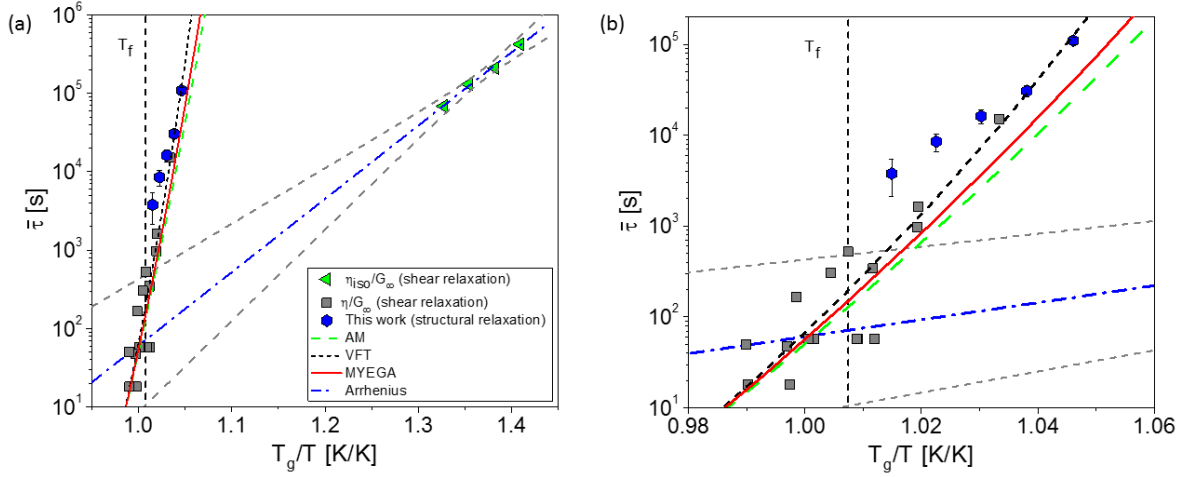 (a)
10^6
10^5
10^4
10^3
10^2
10^1
τ̄ [s]
T_f
η_iso/G_∞ (shear relaxation)
η/G_∞ (shear relaxation)
This work (structural relaxation)
AM
VFT
MYEGA
Arrhenius
1.0 1.1 1.2 1.3 1.4
T_g/T [K/K]
(b)
10^5
10^4
10^3
10^2
10^1
τ̄ [s]
T_f
0.98 1.00 1.02 1.04 1.06
T_g/T [K/K]